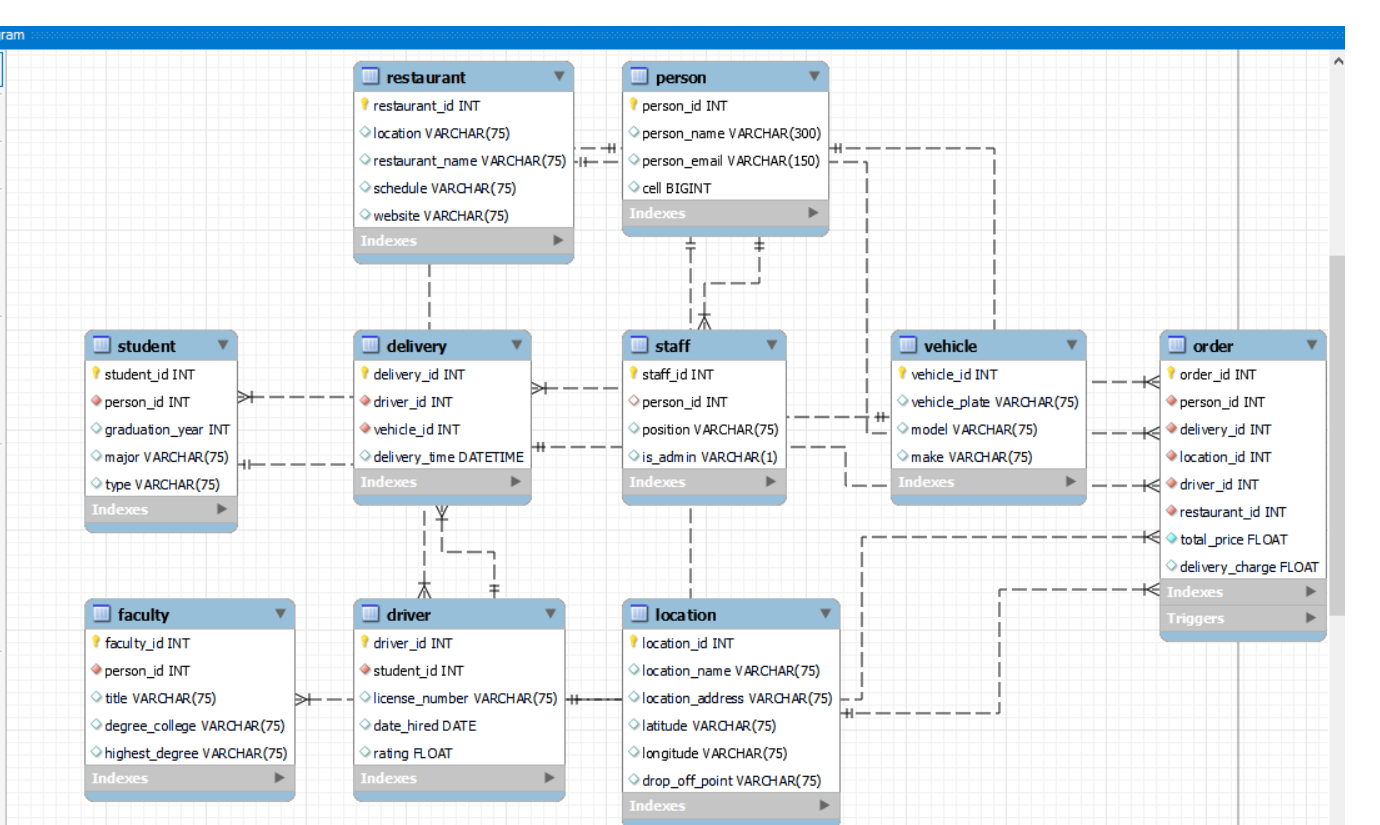 ram
restaurant
restaurant_id INT
location VARCHAR(75)
restaurant_name VARCHAR(75)
schedule VARCHAR(75)
website VARCHAR(75)
Indexes
person
person_id INT
person_name VARCHAR(300)
person_email VARCHAR(150)
cell BIGINT
Indexes
student
student_id INT
person_id INT
graduation_year INT
major VARCHAR(75)
type VARCHAR(75)
Indexes
delivery
delivery_id INT
driver_id INT
vehicle_id INT
delivery_time DATETIME
Indexes
staff
staff_id INT
person_id INT
position VARCHAR(75)
is_admin VARCHAR(1)
Indexes
vehicle
vehicle_id INT
vehicle_plate VARCHAR(75)
model VARCHAR(75)
make VARCHAR(75)
Indexes
order
order_id INT
person_id INT
delivery_id INT
location_id INT
driver_id INT
restaurant_id INT
total_price FLOAT
delivery_charge FLOAT
Indexes
Triggers
faculty
faculty_id INT
person_id INT
title VARCHAR(75)
degree_college VARCHAR(75)
highest_degree VARCHAR(75)
Indexes
driver
driver_id INT
student_id INT
license_number VARCHAR(75)
date_hired DATE
rating FLOAT
Indexes
location
location_id INT
location_name VARCHAR(75)
location_address VARCHAR(75)
latitude VARCHAR(75)
longitude VARCHAR(75)
drop_off_point VARCHAR(75)
Indexes